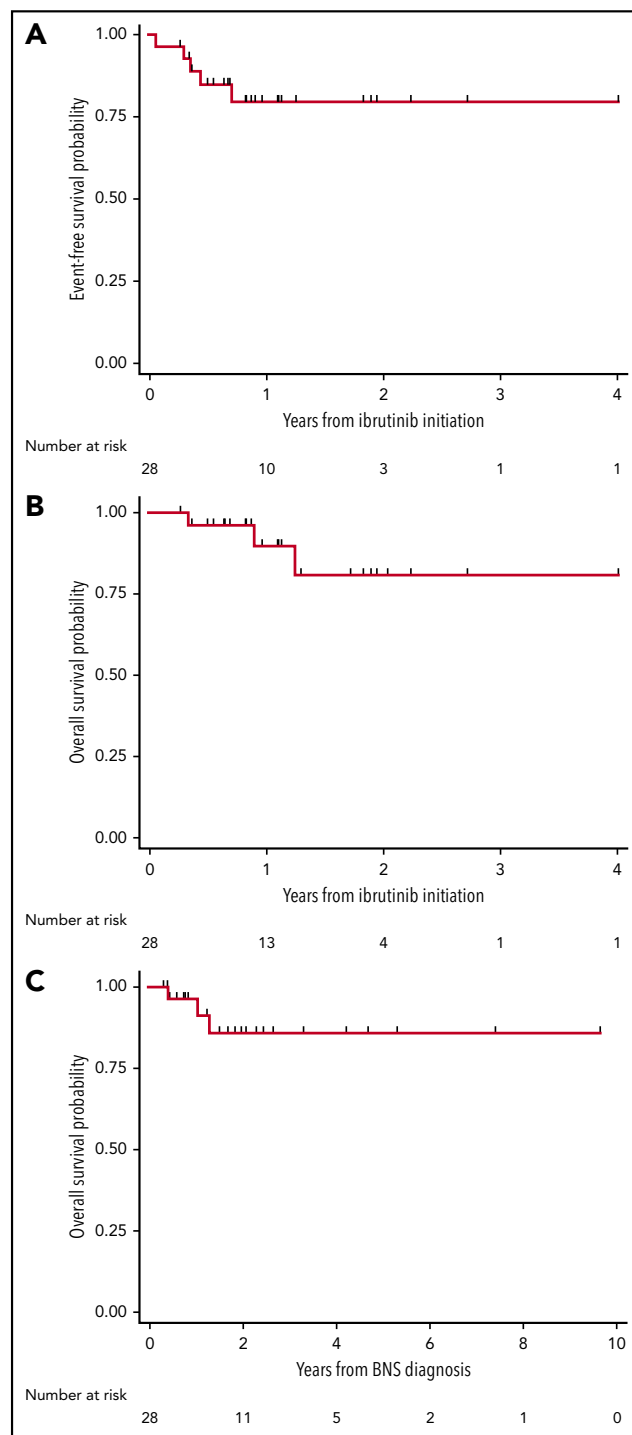 A
1.00
0.75
0.50
0.25
0.00
Event-free survival probability
0 1 2 3 4
Years from ibrutinib initiation
Number at risk
28 10 3 1 1
B
1.00
0.75
0.50
0.25
0.00
Overall survival probability
0 1 2 3 4
Years from ibrutinib initiation
Number at risk
28 13 4 1 1
C
1.00
0.75
0.50
0.25
0.00
Overall survival probability
0 2 4 6 8 10
Years from BNS diagnosis
Number at risk
28 11 5 2 1 0